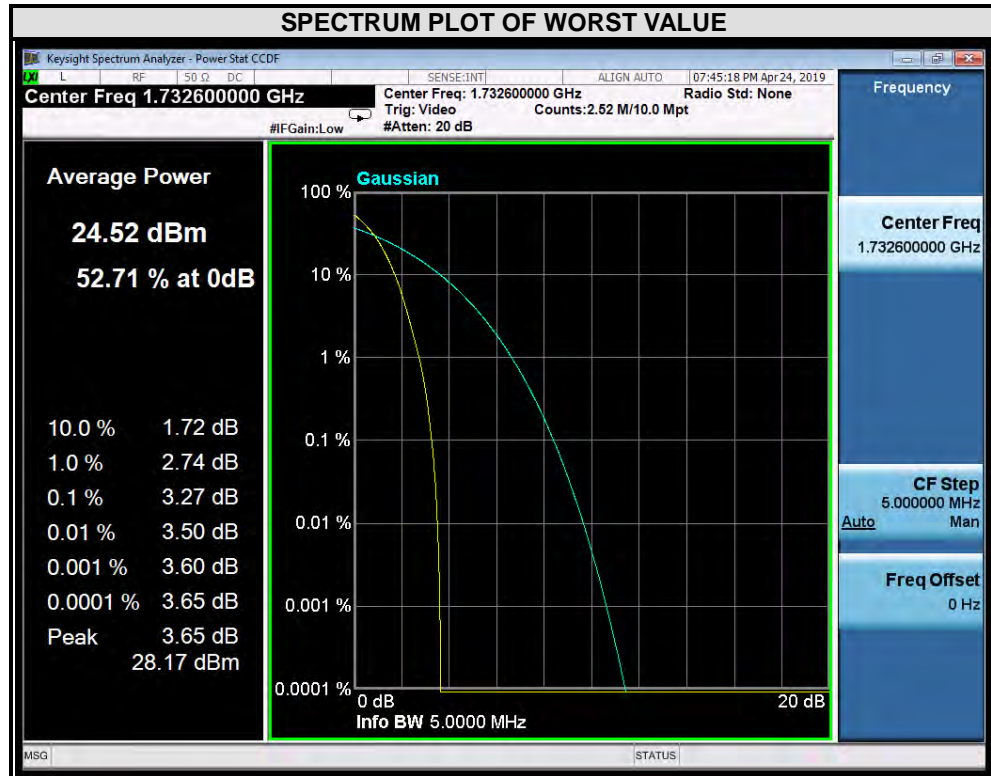 SPECTRUM PLOT OF WORST VALUE
Keysight Spectrum Analyzer - Power Stat CCDF
LXI L RF 50 Ω DC SENSE:INT ALIGN AUTO 07:45:18 PM Apr 24, 2019
Center Freq 1.732600000 GHz
Center Freq: 1.732600000 GHz Radio Std: None
Trig: Video Counts:2.52 M/10.0 Mpt
#IFGain:Low #Atten: 20 dB
Average Power
24.52 dBm
52.71 % at 0dB
10.0 % 1.72 dB
1.0 % 2.74 dB
0.1 % 3.27 dB
0.01 % 3.50 dB
0.001 % 3.60 dB
0.0001 % 3.65 dB
Peak 3.65 dB
28.17 dBm
Gaussian
100 %
10 %
1 %
0.1 %
0.01 %
0.001 %
0.0001 %
0 dB 20 dB
Info BW 5.0000 MHz
Frequency
Center Freq
1.732600000 GHz
CF Step
5.000000 MHz
Auto Man
Freq Offset
0 Hz
MSG STATUS